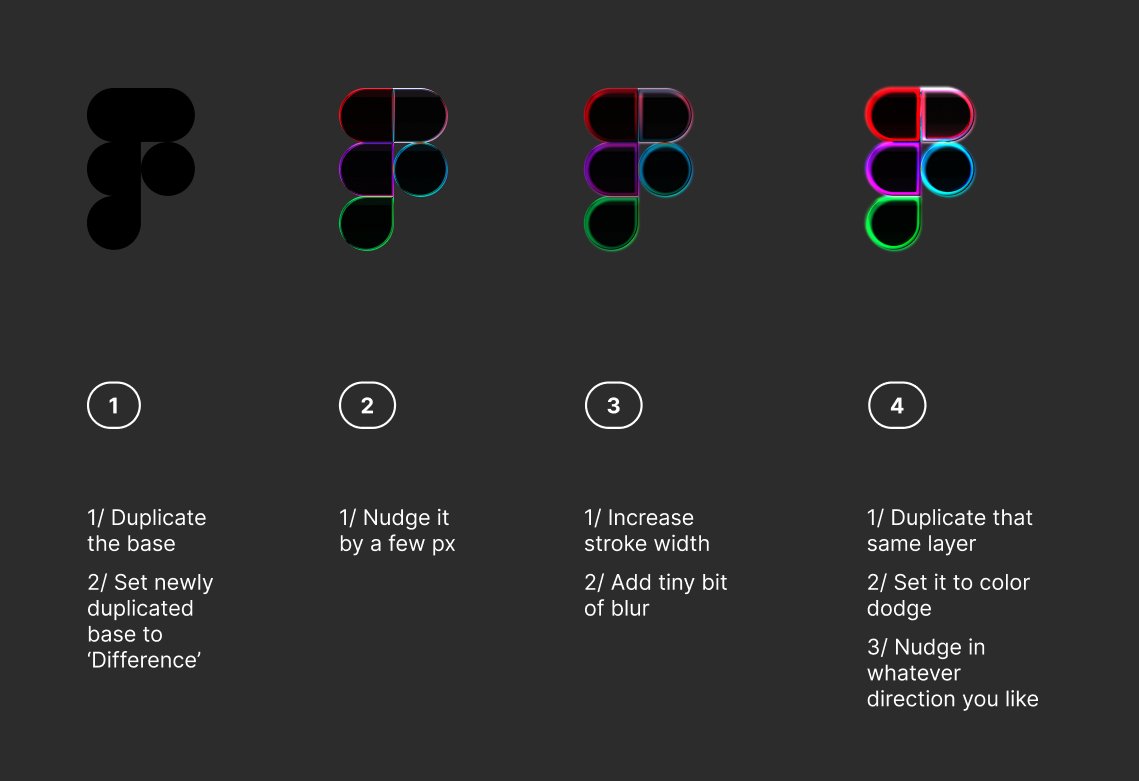 1
2
3
4
1/ Duplicate
the base
2/ Set newly
duplicated
base to
‘Difference’
1/ Nudge it
by a few px
1/ Increase
stroke width
2/ Add tiny bit
of blur
1/ Duplicate that
same layer
2/ Set it to color
dodge
3/ Nudge in
whatever
direction you like